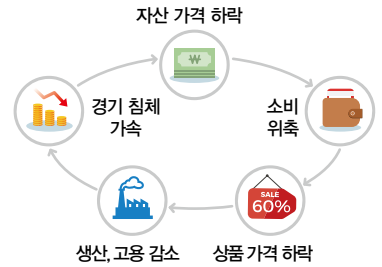 자산 가격 하락
₩
소비
위축
SALE
60%
상품 가격 하락
생산, 고용 감소
경기 침체
가속